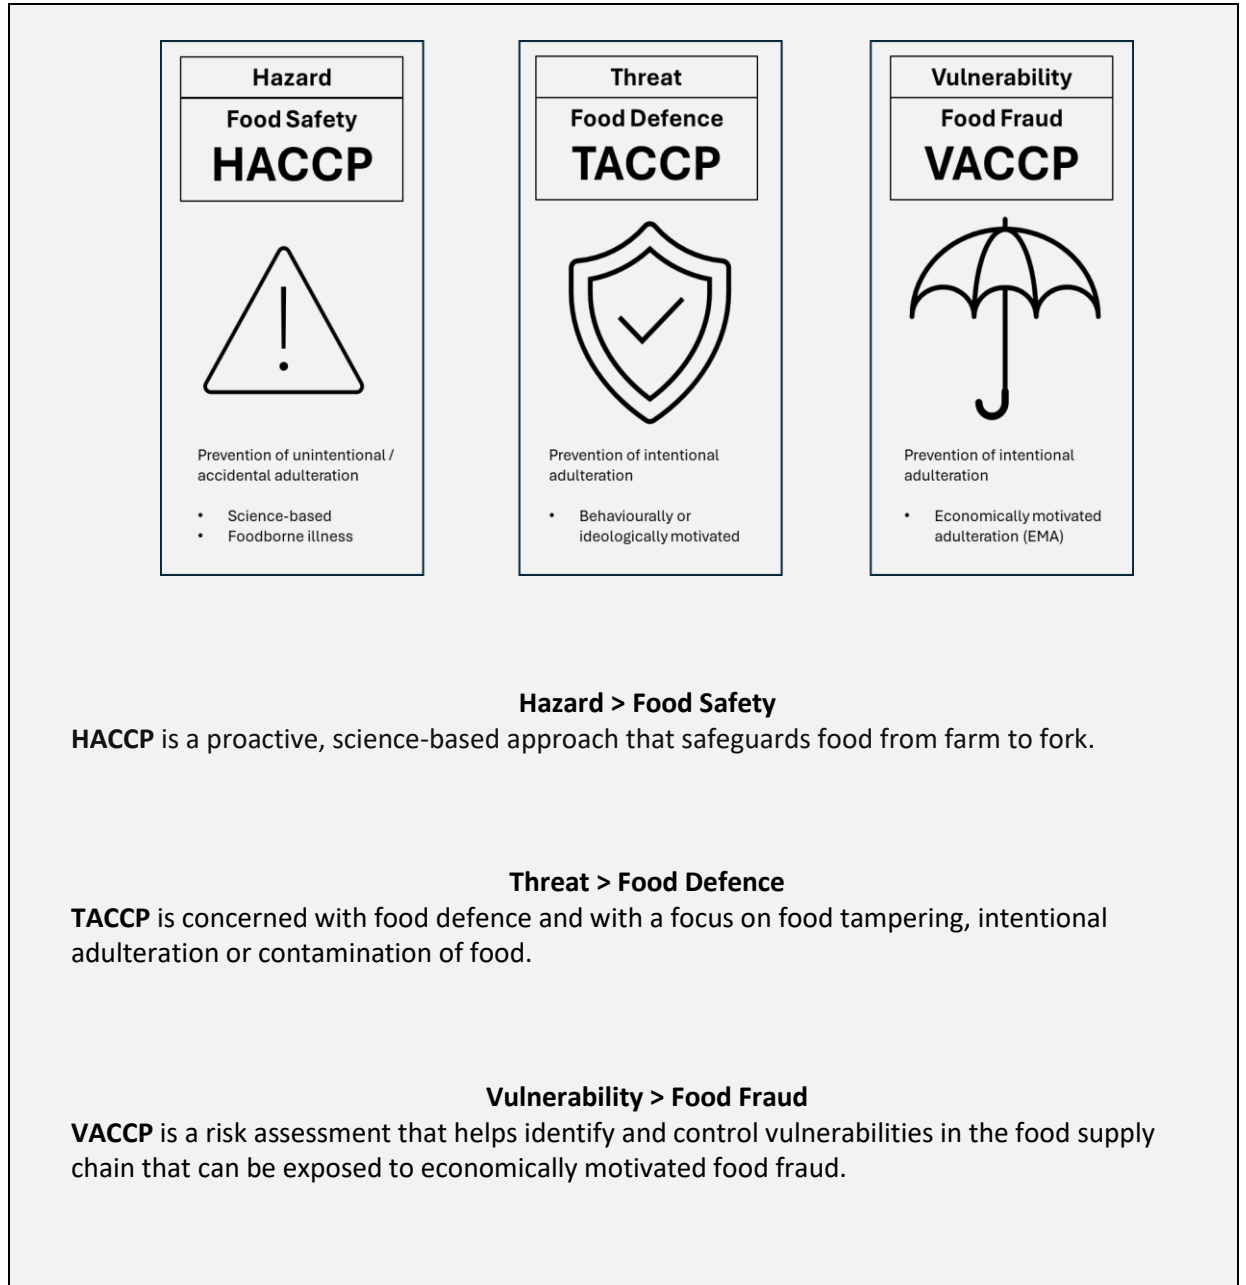 Hazard
Food Safety
HACCP
Prevention of unintentional /
accidental adulteration
• Science-based
• Foodborne illness
Threat
Food Defence
TACCP
Prevention of intentional
adulteration
• Behaviourally or
ideologically motivated
Vulnerability
Food Fraud
VACCP
Prevention of intentional
adulteration
• Economically motivated
adulteration (EMA)
Hazard > Food Safety
HACCP is a proactive, science-based approach that safeguards food from farm to fork.
Threat > Food Defence
TACCP is concerned with food defence and with a focus on food tampering, intentional
adulteration or contamination of food.
Vulnerability > Food Fraud
VACCP is a risk assessment that helps identify and control vulnerabilities in the food supply
chain that can be exposed to economically motivated food fraud.